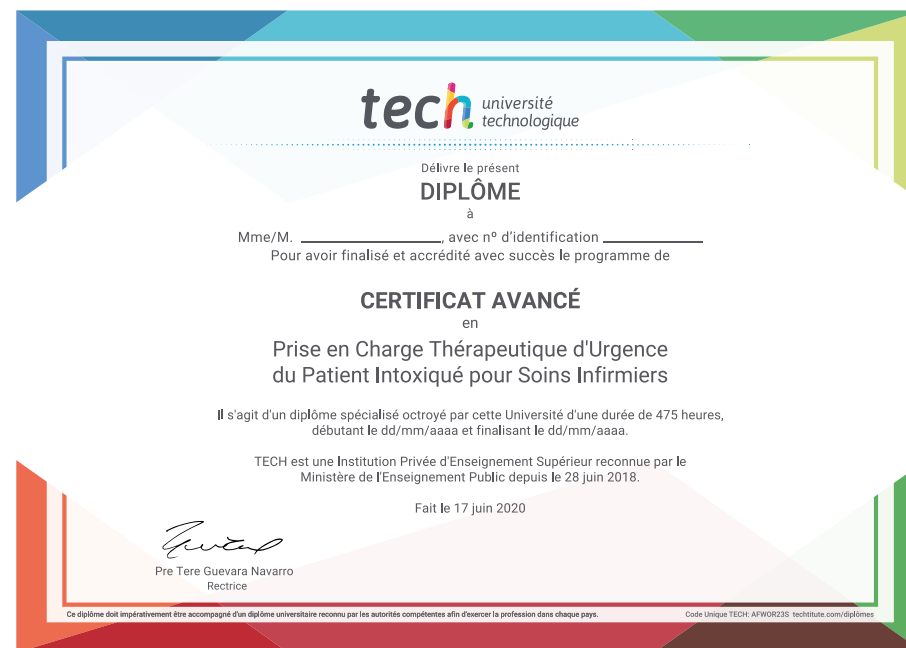 tech université
technologique
Délivre le présent
DIPLÔME
à
Mme/M. ____________________, avec nº d'identification ______________
Pour avoir finalisé et accrédité avec succès le programme de
CERTIFICAT AVANCÉ
en
Prise en Charge Thérapeutique d'Urgence
du Patient Intoxiqué pour Soins Infirmiers
Il s'agit d'un diplôme spécialisé octroyé par cette Université d'une durée de 475 heures,
débutant le dd/mm/aaaa et finalisant le dd/mm/aaaa.
TECH est une Institution Privée d'Enseignement Supérieur reconnue par le
Ministère de l'Enseignement Public depuis le 28 juin 2018.
Fait le 17 juin 2020
Pre Tere Guevara Navarro
Rectrice
Ce diplôme doit impérativement être accompagné d'un diplôme universitaire reconnu par les autorités compétentes afin d'exercer la profession dans chaque pays.
Code Unique TECH: AFWOR23S techtitute.com/diplômes